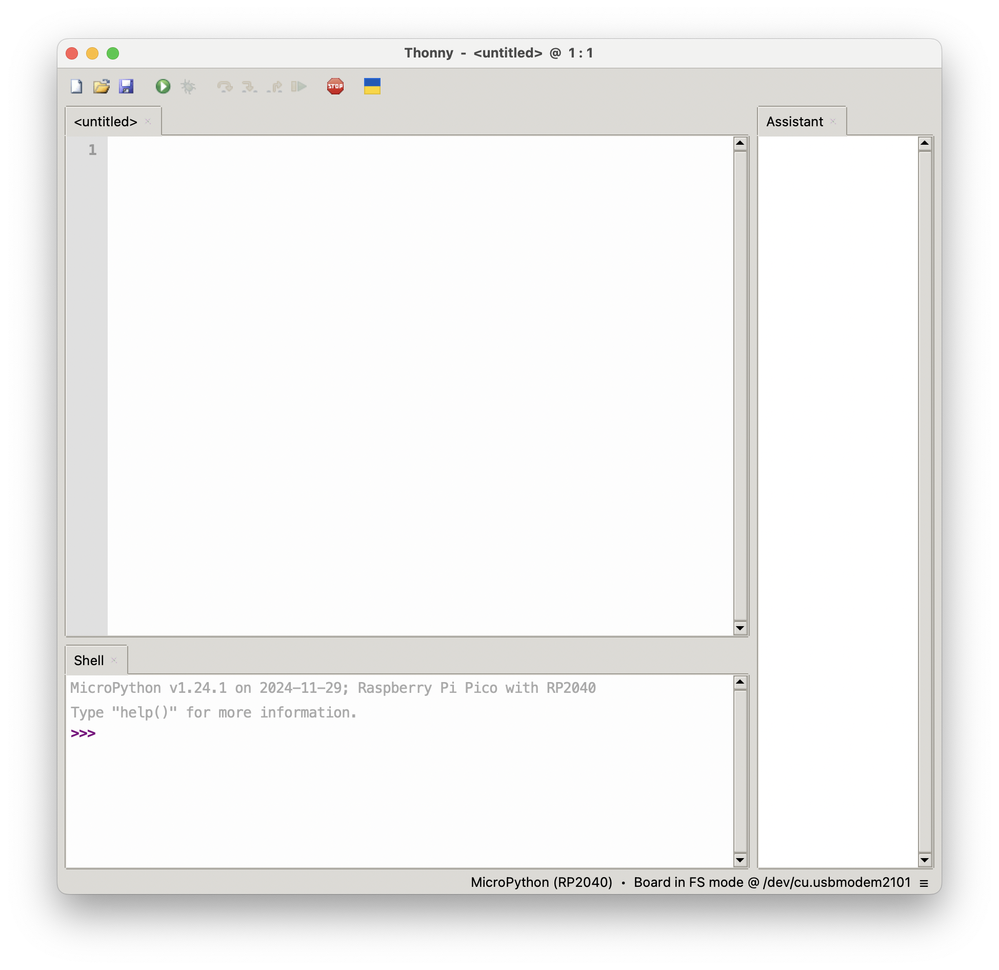 Thonny - <untitled> @ 1:1
STOP
<untitled>
Assistant
1
Shell
MicroPython v1.24.1 on 2024-11-29; Raspberry Pi Pico with RP2040
Type "help()" for more information.
>>>
MicroPython (RP2040) • Board in FS mode @ /dev/cu.usbmodem2101 ≡